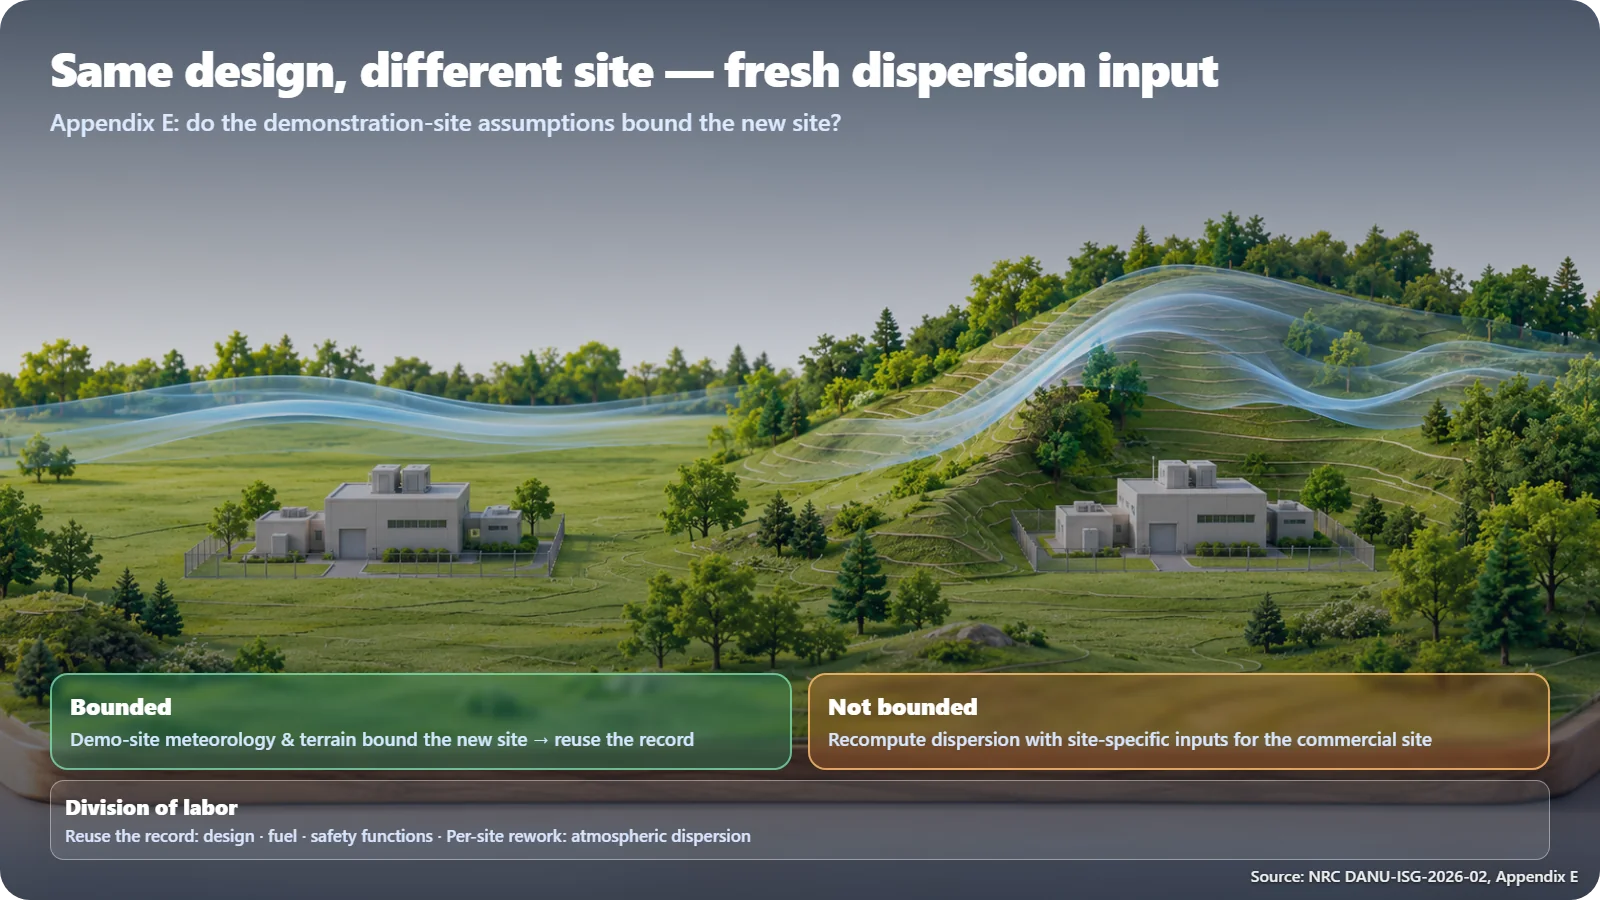 Same design, different site — fresh dispersion input
Appendix E: do the demonstration-site assumptions bound the new site?
Bounded
Demo-site meteorology & terrain bound the new site → reuse the record
Not bounded
Recompute dispersion with site-specific inputs for the commercial site
Division of labor
Reuse the record: design · fuel · safety functions · Per-site rework: atmospheric dispersion
Source: NRC DANU-ISG-2026-02, Appendix E